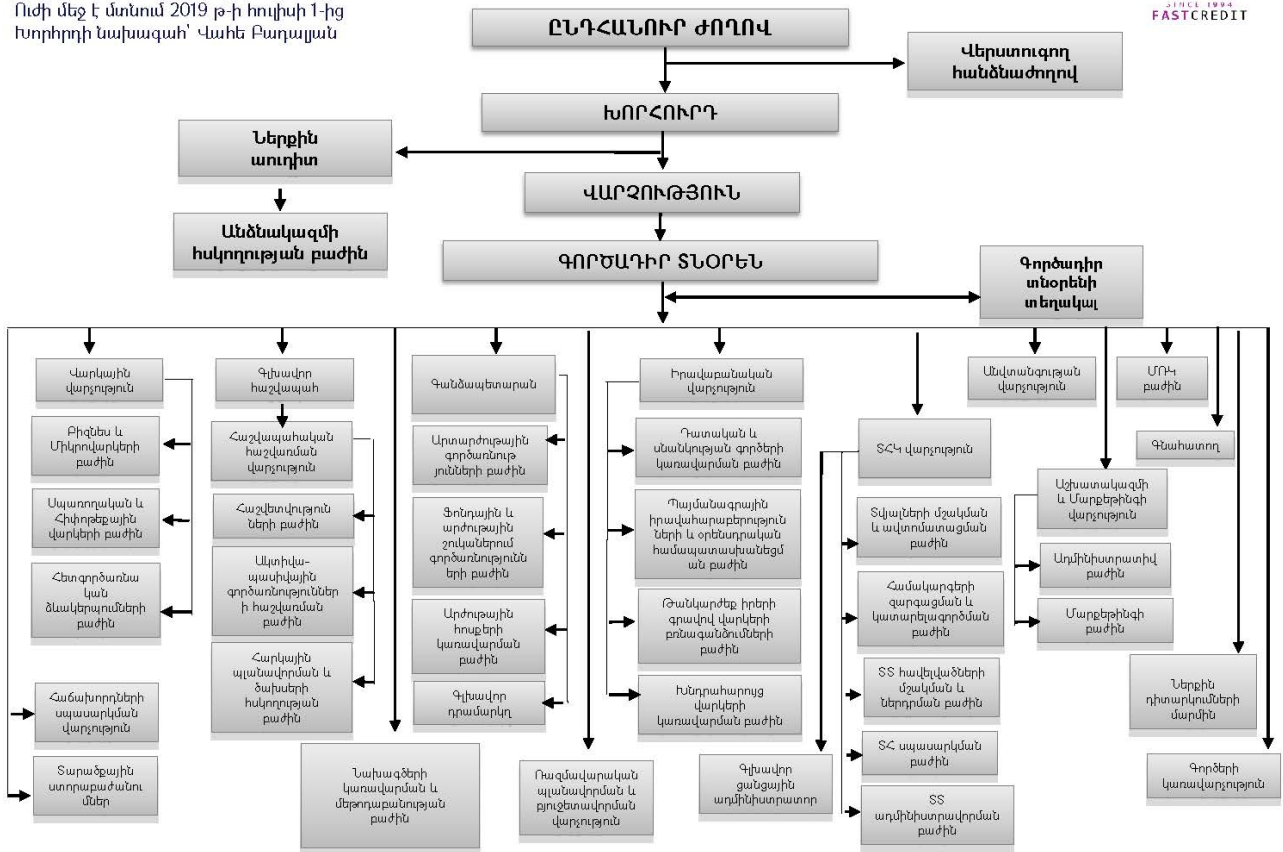 Ուժի մեջ է մտնում 2019 թ-ի հուլիսի 1-ից
Խորհրդի նախագահ՝ Վահե Բադալյան
SINCE 1994
FASTCREDIT
ԸՆԴՀԱՆՈՒՐ ԺՈՂՈՎ
Վերստուգող
հանձնաժողով
ԽՈՐՀՈՒՐԴ
Ներքին
աուդիտ
ՎԱՐՉՈՒԹՅՈՒՆ
Անձնակազմի
հսկողության բաժին
ԳՈՐԾԱԴԻՐ ՏՆՕՐԵՆ
Գործադիր
տնօրենի
տեղակալ
Վարկային
վարչություն
Գլխավոր
հաշվապահ
Գանձապետարան
Իրավաբանական
վարչություն
Անվտանգության
վարչություն
ՄՌԿ
բաժին
Բիզնես և
Միկրովարկերի
բաժին
Հաշվապահական
հաշվառման
վարչություն
Արտարժութային
գործառնութ
յունների բաժին
Դատական և
սնանկության գործերի
կառավարման բաժին
ՏՀԿ վարչություն
Գնահատող
Սպառողական և
Հիփոթեքային
վարկերի բաժին
Հաշվետվություն
ների բաժին
Ֆոնդային և
արժութային
շուկաներում
գործառնությունն
երի բաժին
Պայմանագրային
իրավահարաբերություն
ների և օրենսդրական
համապատասխանեցմ
ան բաժին
Տվյալների մշակման
և ավտոմատացման
բաժին
Աշխատակազմի
և Մարքեթինգի
վարչություն
Հետգործառնա
կան
ձևակերպումների
բաժին
Ակտիվա-
պասիվային
գործառնություններ
ի հաշվառման
բաժին
Արժութային
հոսքերի
կառավարման
բաժին
Թանկարժեք իրերի
գրավով վարկերի
բռնագանձումների
բաժին
Համակարգերի
զարգացման և
կատարելագործման
բաժին
Ադմինիստրատիվ
բաժին
Մարքեթինգի
բաժին
Հաճախորդների
սպասարկման
վարչություն
Հարկային
պլանավորման և
ծախսերի
հսկողության
բաժին
Գլխավոր
դրամարկղ
Խնդրահարույց
վարկերի
կառավարման բաժին
ՏՏ հավելվածների
մշակման և
ներդրման բաժին
Ներքին
դիտարկումների
մարմին
Տարածքային
ստորաբաժանու
մներ
Նախագծերի
կառավարման և
մեթոդաբանության
բաժին
Ռազմավարական
պլանավորման և
բյուջետավորման
վարչություն
Գլխավոր
ցանցային
ադմինիստրատոր
ՏՀ սպասարկման
բաժին
Գործերի
կառավարչություն
ՏՏ
ադմինիստրավորման
բաժին